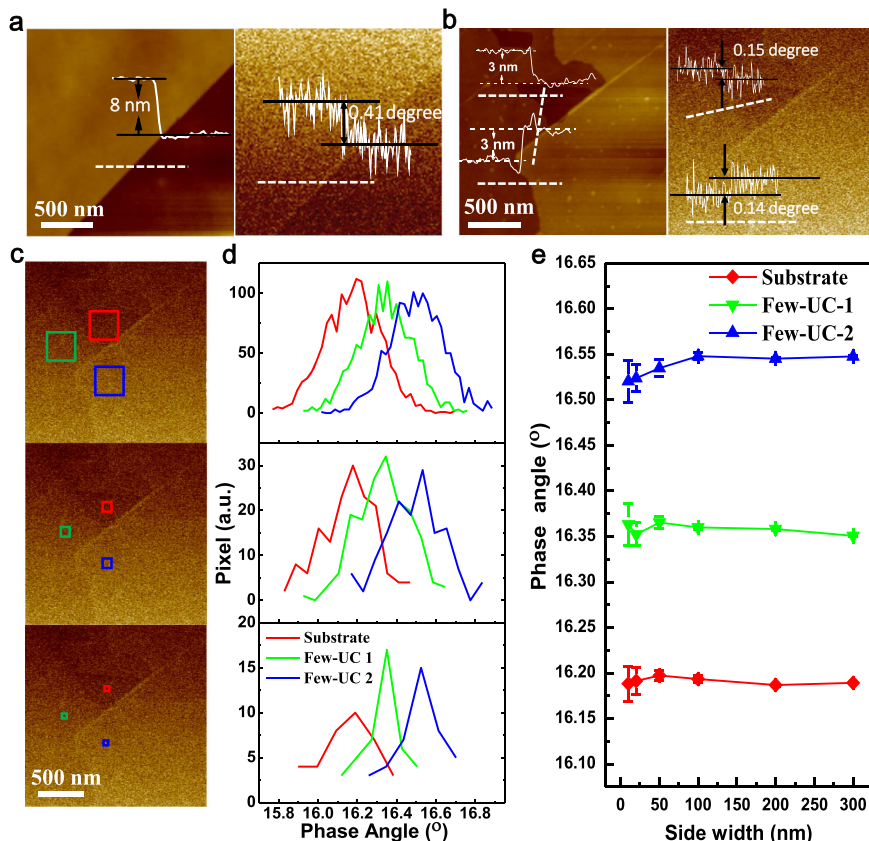 a
8 nm
500 nm
0.41 degree
b
3 nm
3 nm
500 nm
0.15 degree
0.14 degree
c
500 nm
d
100
50
0
30
20
10
0
20
15
10
5
0
Substrate
Few-UC 1
Few-UC 2
Pixel (a.u.)
15.8 16.0 16.2 16.4 16.6 16.8
Phase Angle (O)
e
16.65
16.60
16.55
16.50
16.45
16.40
16.35
16.30
16.25
16.20
16.15
16.10
Substrate
Few-UC-1
Few-UC-2
Phase angle (O)
0 50 100 150 200 250 300
Side width (nm)